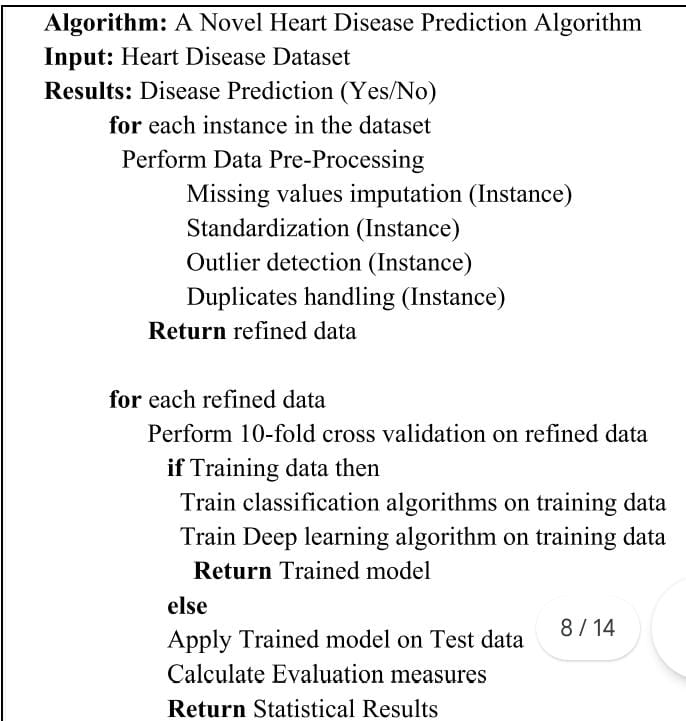 Algorithm: A Novel Heart Disease Prediction Algorithm
Input: Heart Disease Dataset
Results: Disease Prediction (Yes/No)
for each instance in the dataset
Perform Data Pre-Processing
Missing values imputation (Instance)
Standardization (Instance)
Outlier detection (Instance)
Duplicates handling (Instance)
Return refined data
for each refined data
Perform 10-fold cross validation on refined data
if Training data then
Train classification algorithms on training data
Train Deep learning algorithm on training data
Return Trained model
else
Apply Trained model on Test data
8 / 14
Calculate Evaluation measures
Return Statistical Results